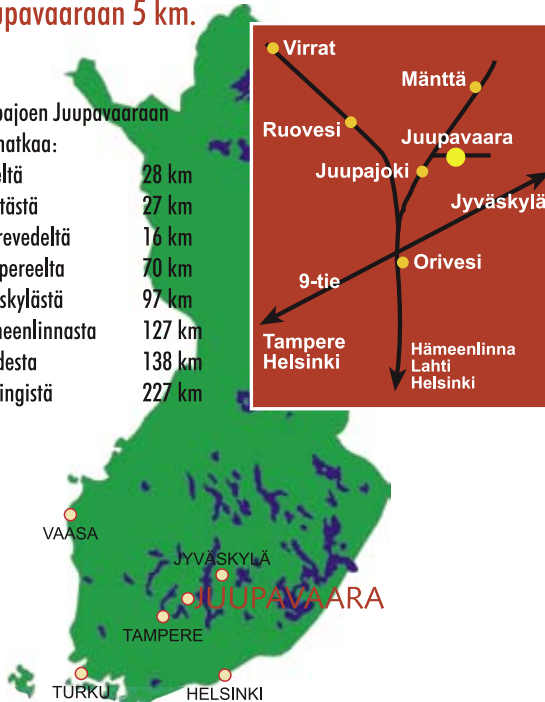 upavaaraan 5 km.
pajoen Juupavaaraan
natkaa:
eltä 28 km
tästä 27 km
revedeltä 16 km
pereelta 70 km
skylästä 97 km
neenlinnasta 127 km
desta 138 km
ingistä 227 km
Virrat
Mänttä
Ruovesi
Juupavaara
Juupajoki
Jyväskylä
Orivesi
9-tie
Tampere
Helsinki
Hämeenlinna
Lahti
Helsinki
VAASA
JYVÄSKYLÄ
JUUPAVAARA
TAMPERE
TURKU
HELSINKI